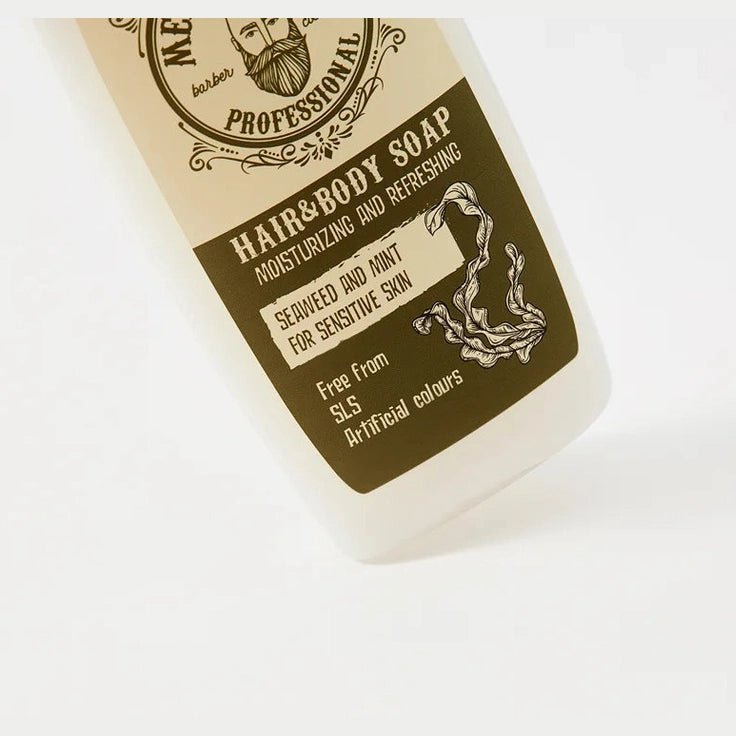 barber
PROFESSIONAL
HAIR&BODY SOAP
MOISTURIZING AND REFRESHING
SEAWEED AND MINT
FOR SENSITIVE SKIN
Free from
SLS
Artificial colours